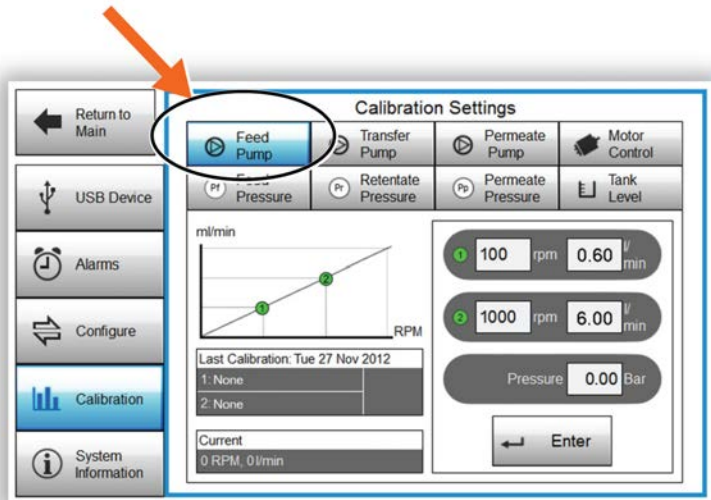 Calibration Settings
Return to
Main
USB Device
Alarms
Configure
Calibration
System
Information
Feed
Pump
Transfer
Pump
Permeate
Pump
Motor
Control
Pf
Pressure
Pr
Retentate
Pressure
Pp
Permeate
Pressure
Tank
Level
ml/min
1
2
RPM
Last Calibration: Tue 27 Nov 2012
1: None
2: None
Current
0 RPM, 0 l/min
1 100 rpm 0.60 l/min
2 1000 rpm 6.00 l/min
Pressure 0.00 Bar
Enter